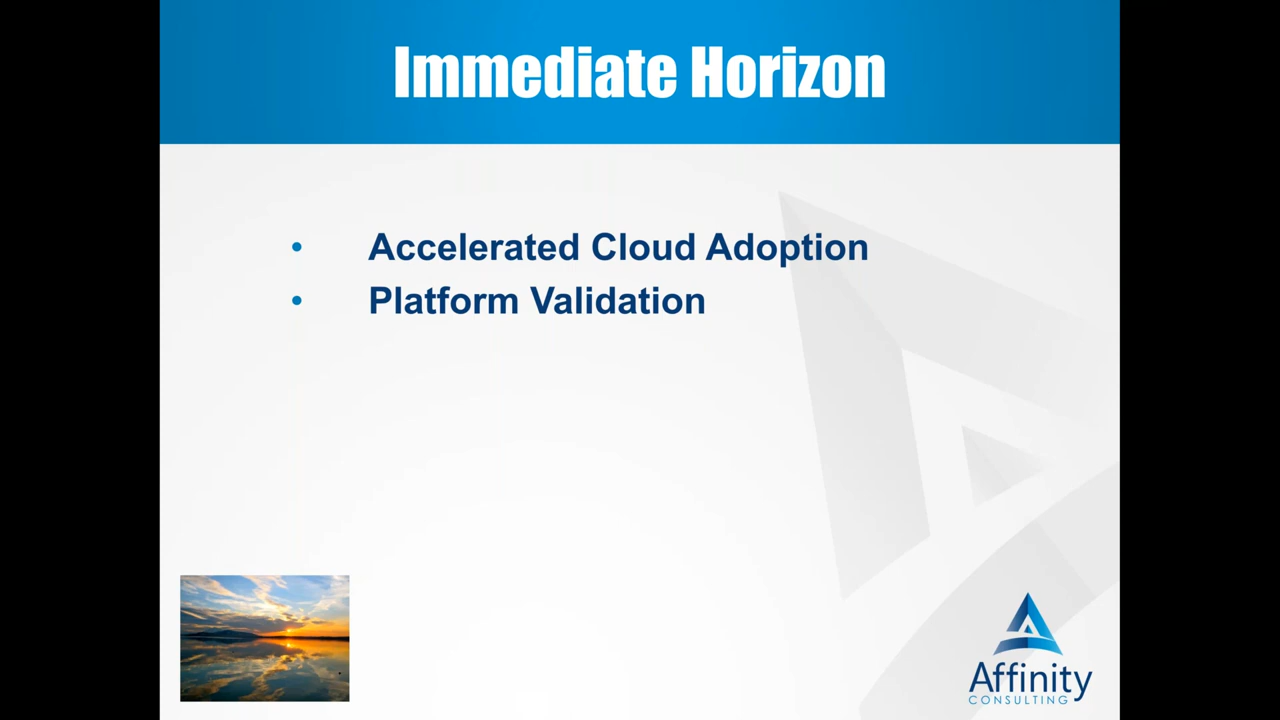 Immediate Horizon
• Accelerated Cloud Adoption
• Platform Validation
Affinity
CONSULTING